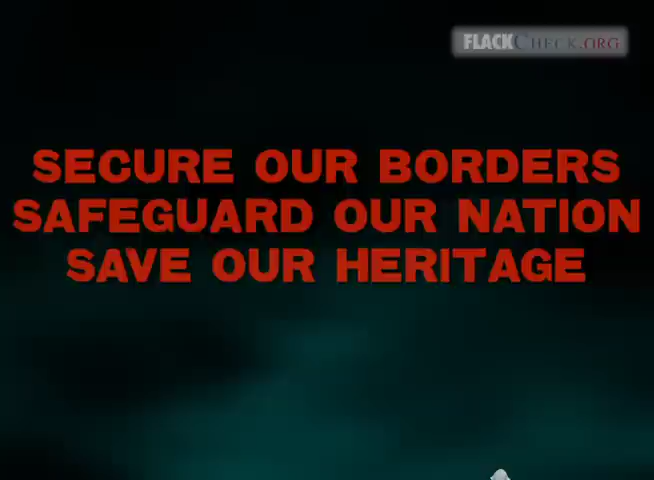 FLACKCHECK.ORG
SECURE OUR BORDERS
SAFEGUARD OUR NATION
SAVE OUR HERITAGE